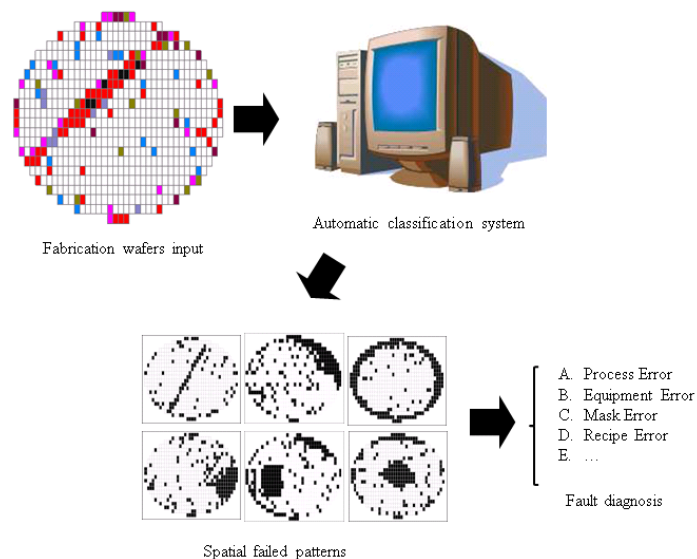 Fabrication wafers input
Automatic classification system
A. Process Error
B. Equipment Error
C. Mask Error
D. Recipe Error
E. ...
Fault diagnosis
Spatial failed patterns